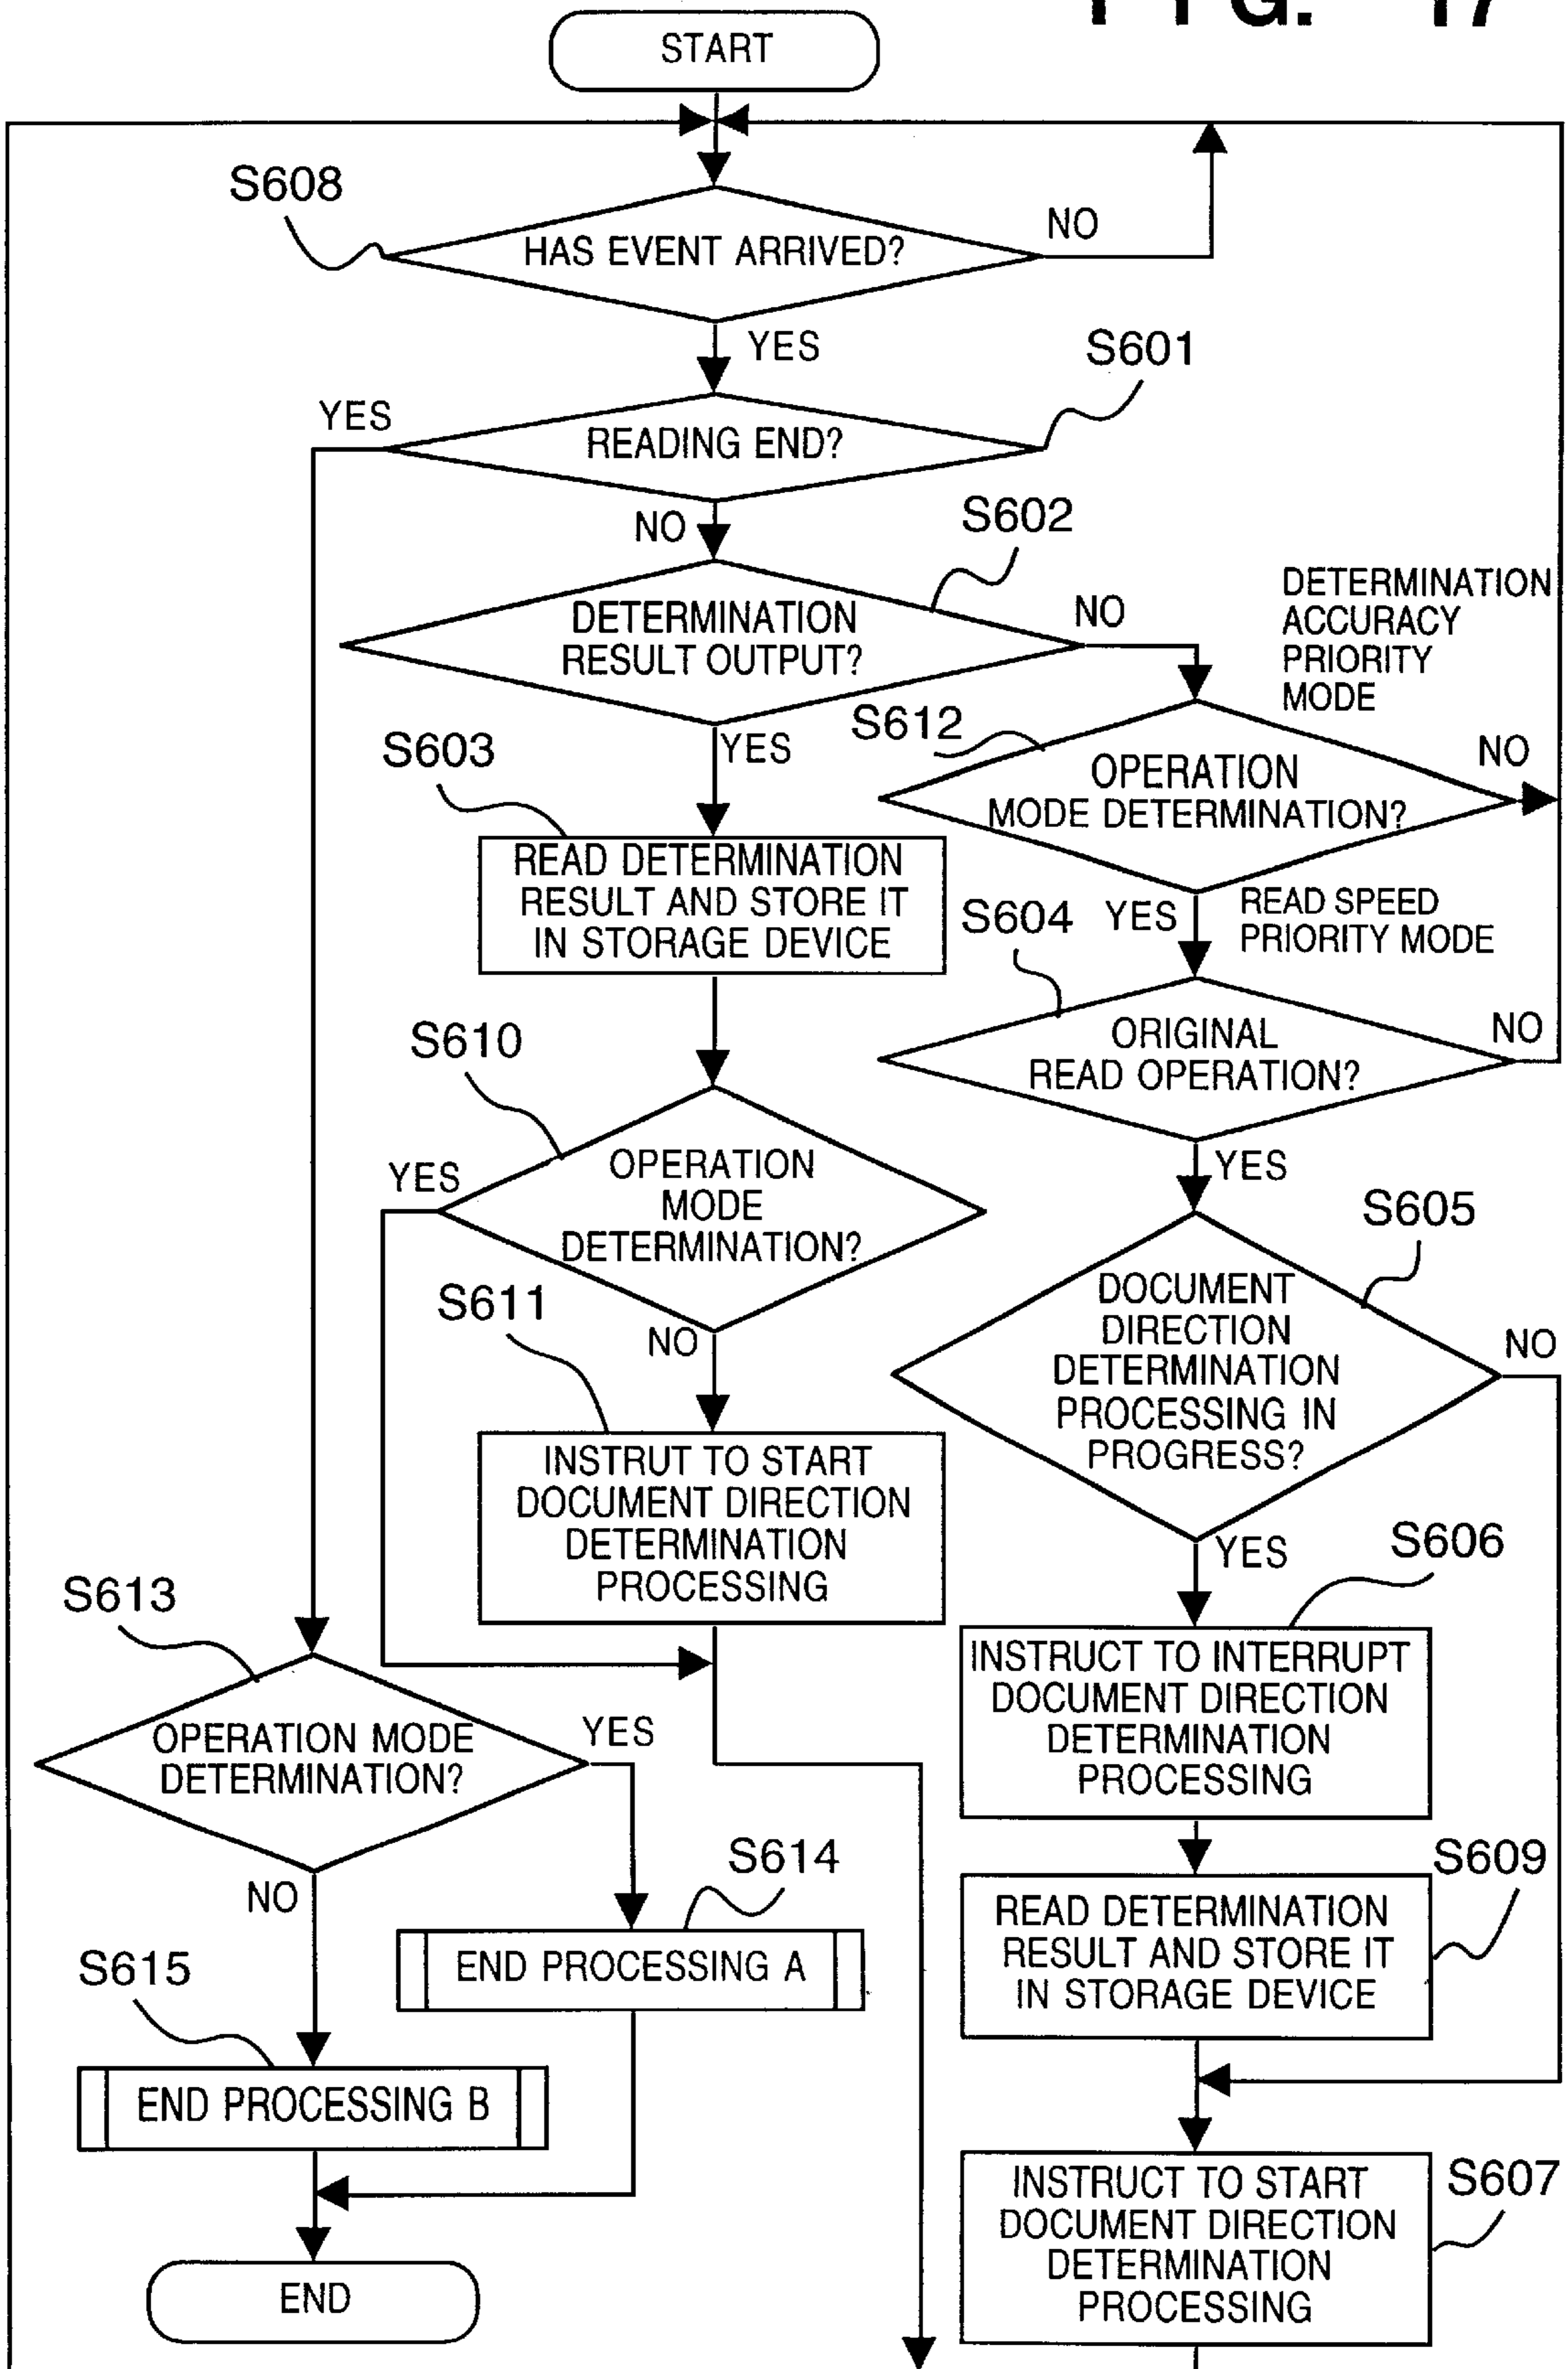 FIG. 17
START
S608
HAS EVENT ARRIVED?
NO
YES
S601
YES
READING END?
NO
S602
DETERMINATION
RESULT OUTPUT?
NO
DETERMINATION
ACCURACY
PRIORITY
MODE
YES
S603
S612
OPERATION
MODE DETERMINATION?
NO
READ DETERMINATION
RESULT AND STORE IT
IN STORAGE DEVICE
YES
READ SPEED
PRIORITY MODE
S604
ORIGINAL
READ OPERATION?
NO
S610
YES
OPERATION
MODE
DETERMINATION?
YES
S605
DOCUMENT
DIRECTION
DETERMINATION
PROCESSING IN
PROGRESS?
NO
S611
NO
INSTRUT TO START
DOCUMENT DIRECTION
DETERMINATION
PROCESSING
YES
S606
INSTRUCT TO INTERRUPT
DOCUMENT DIRECTION
DETERMINATION
PROCESSING
S613
OPERATION MODE
DETERMINATION?
YES
S614
NO
END PROCESSING A
S609
READ DETERMINATION
RESULT AND STORE IT
IN STORAGE DEVICE
S615
END PROCESSING B
S607
INSTRUCT TO START
DOCUMENT DIRECTION
DETERMINATION
PROCESSING
END